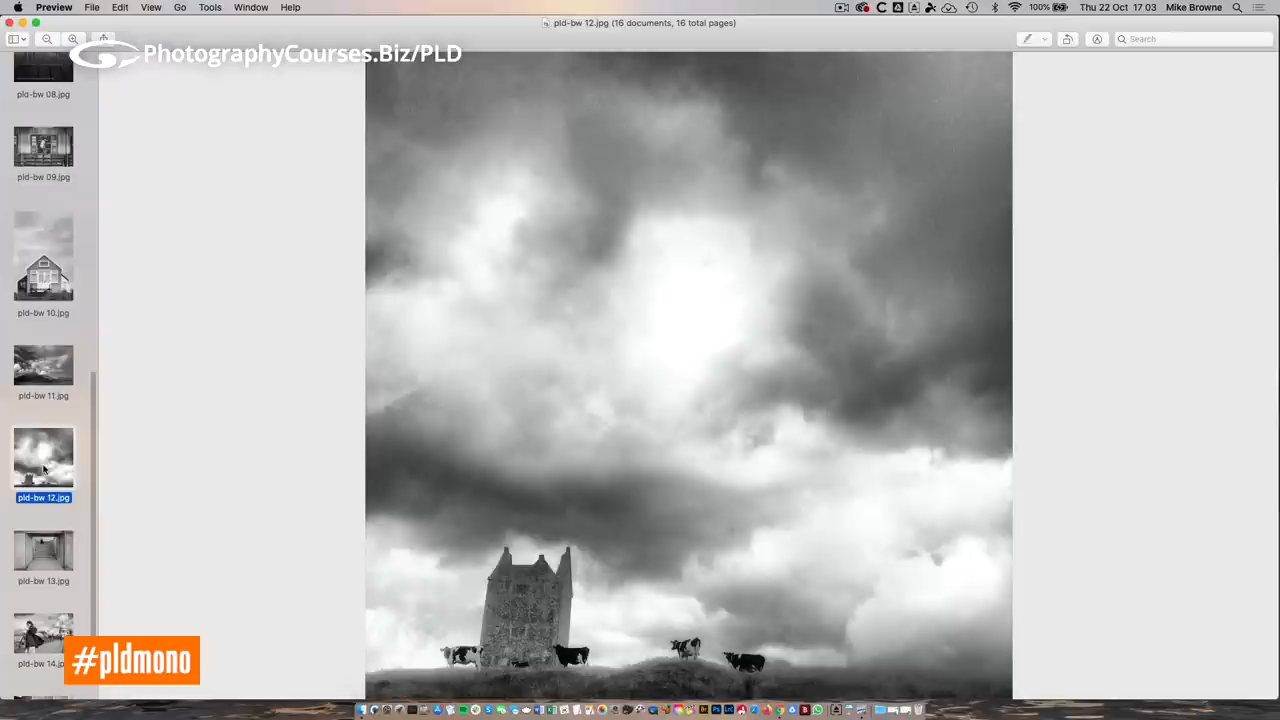 Preview File Edit View Go Tools Window Help 100% Thu 22 Oct 17 03 Mike Browne
pld-bw 12.jpg (16 documents, 16 total pages)
Search
PhotographyCourses.Biz/PLD
pld-bw 08.jpg
pld-bw 09.jpg
pld-bw 10.jpg
pld-bw 11.jpg
pld-bw 12.jpg
pld-bw 13.jpg
pld-bw 14.
#pldmono